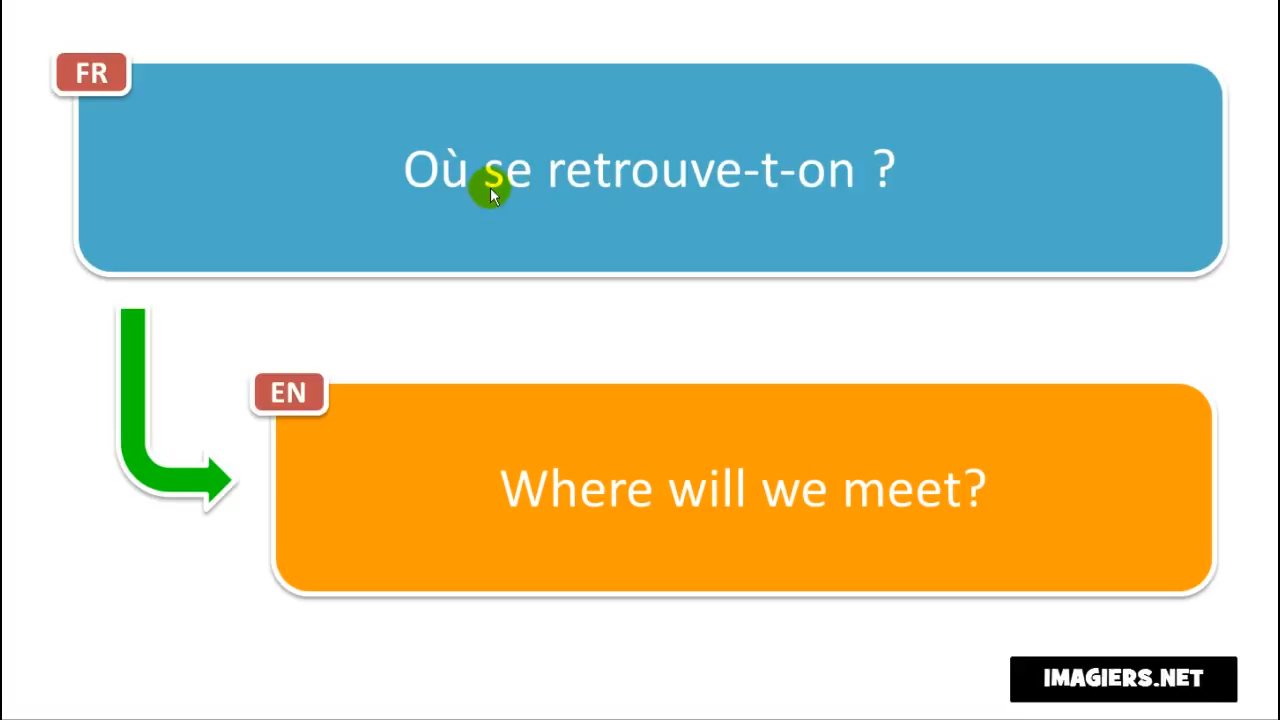 FR
Où se retrouve-t-on ?
EN
Where will we meet?
IMAGIERS.NET